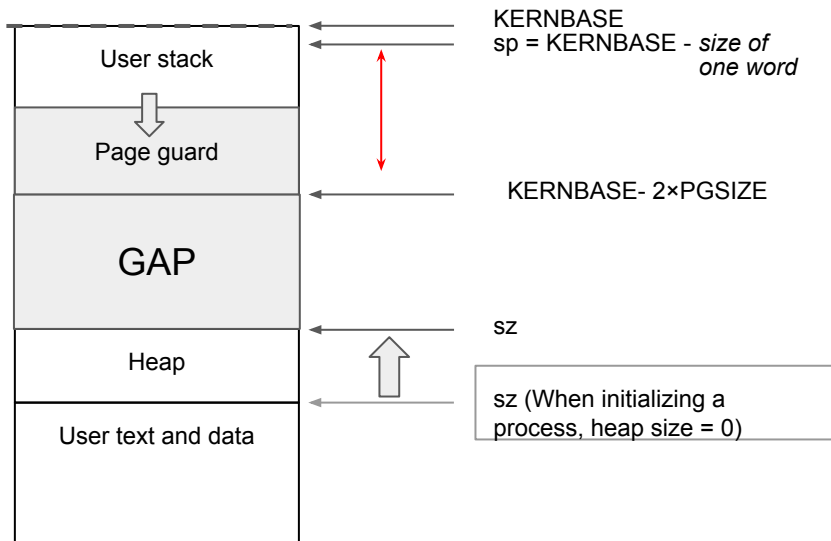 KERNBASE
sp = KERNBASE - size of
one word
User stack
Page guard
KERNBASE- 2×PGSIZE
GAP
sz
Heap
sz (When initializing a
process, heap size = 0)
User text and data